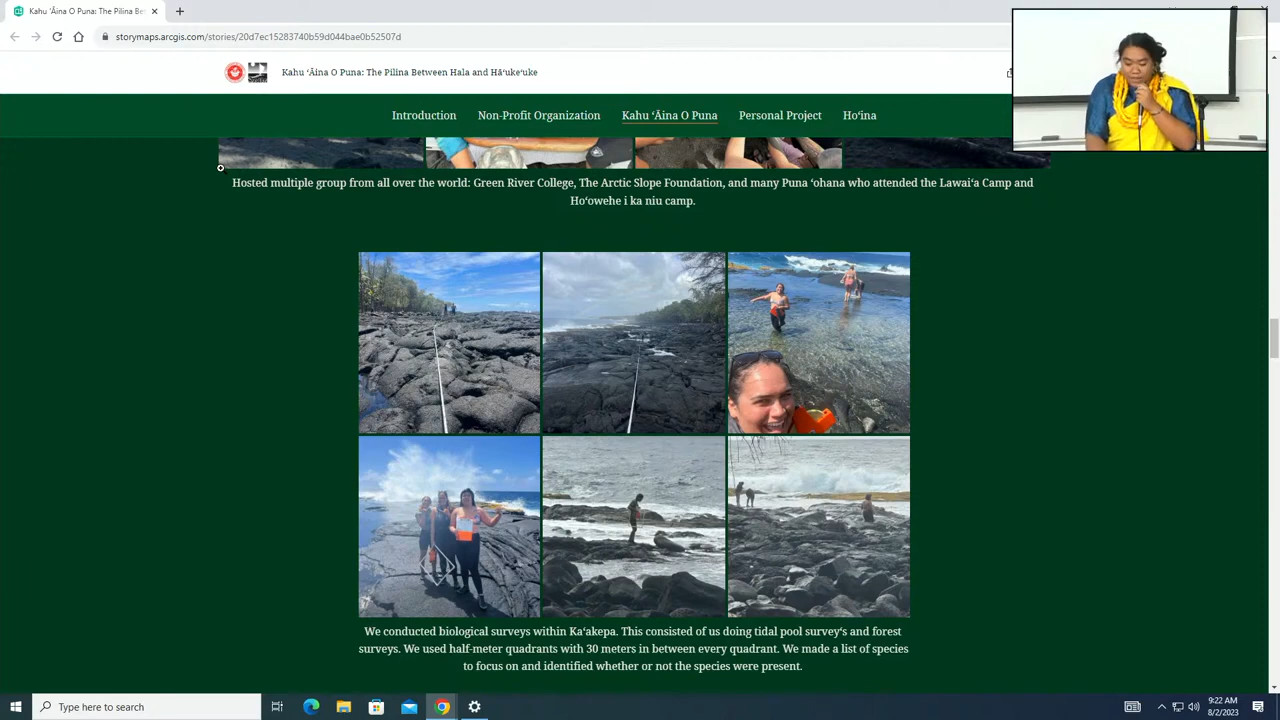 Kahu ʻĀina O Puna: The Pilin
storymaps.arcgis.com/stories/20d7ec15283740b59d044bae0b52507d
Kahu ʻĀina O Puna: The Pilina Between Hala and Hāʻukeʻuke
Introduction
Non-Profit Organization
Kahu ʻĀina O Puna
Personal Project
Hoʻina
Hosted multiple group from all over the world: Green River College, The Arctic Slope Foundation, and many Puna ʻohana who attended the Lawaiʻa Camp and
Hoʻowehe i ka niu camp.
We conducted biological surveys within Kaʻakepa. This consisted of us doing tidal pool surveyʻs and forest
surveys. We used half-meter quadrants with 30 meters in between every quadrant. We made a list of species
to focus on and identified whether or not the species were present.
Type here to search
9:22 AM
8/2/2023